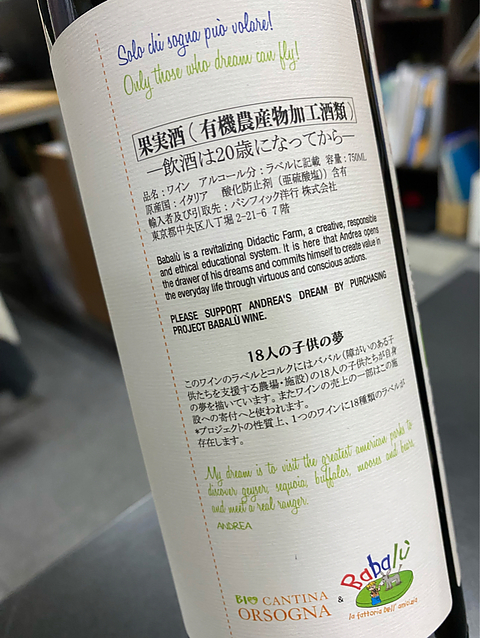 Solo chi sogna può volare!
Only those who dream can fly!
果実酒(有機農産物加工酒類)
―飲酒は20歳になってから―
品名:ワイン アルコール分:ラベルに記載 容量:750ML
原産国:イタリア 酸化防止剤(亜硫酸塩)含有
輸入者及び引取先:パシフィック洋行 株式会社
東京都中央区八丁堀 2-21-6 7階
Babalù is a revitalizing Didactic Farm, a creative, responsible
and ethical educational system. It is here that Andrea opens
the drawer of his dreams and commits himself to create value in
the everyday life through virtuous and conscious actions.
PLEASE SUPPORT ANDREA'S DREAM BY PURCHASING
PROJECT BABALÙ WINE.
18人の子供の夢
このワインのラベルとコルクにはババル(障がいのある子
供たちを支援する農場・施設)の18人の子供たちが自身
の夢を描いています。またワインの売上の一部はこの施
設への寄付へと使われます。
*プロジェクトの性質上、1つのワインに18種類のラベルが
存在します。
My dream is to visit the greatest american parks to
discover geyser, sequoia, buffalos, mooses and bears
and meet a real ranger.
ANDREA
BIO CANTINA
ORSOGNA
&
Babalù
la fattoria dell'amicizia